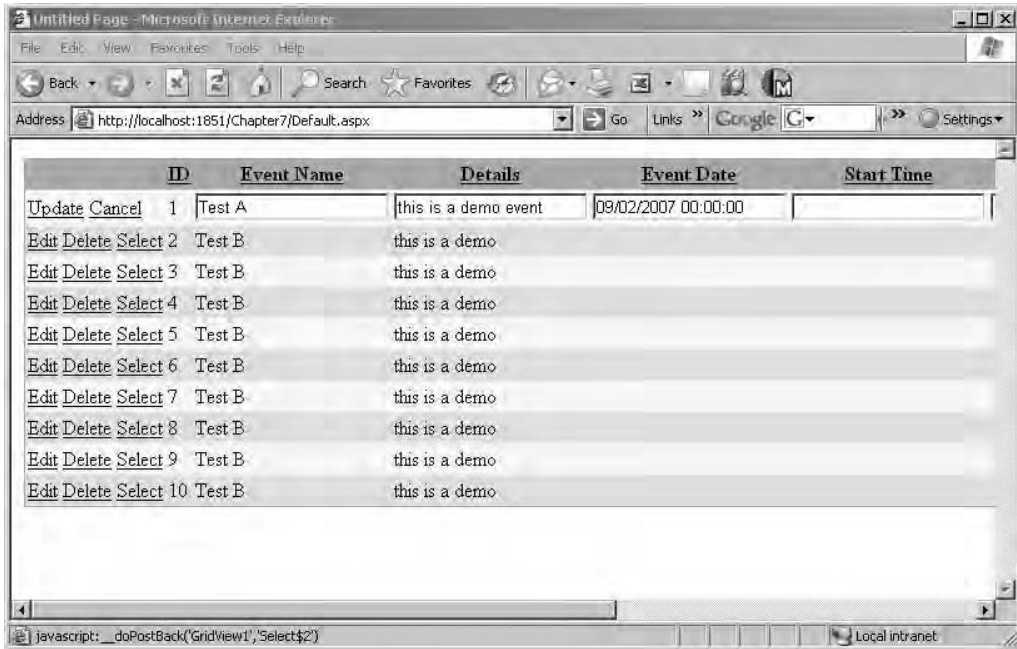 Untitled Page - Microsoft Internet Explorer
File Edit View Favorites Tools Help
Back Search Favorites M
Address http://localhost:1851/Chapter7/Default.aspx Go Links » Google G » Settings
ID Event Name Details Event Date Start Time
Update Cancel 1 Test A this is a demo event 09/02/2007 00:00:00
Edit Delete Select 2 Test B this is a demo
Edit Delete Select 3 Test B this is a demo
Edit Delete Select 4 Test B this is a demo
Edit Delete Select 5 Test B this is a demo
Edit Delete Select 6 Test B this is a demo
Edit Delete Select 7 Test B this is a demo
Edit Delete Select 8 Test B this is a demo
Edit Delete Select 9 Test B this is a demo
Edit Delete Select 10 Test B this is a demo
javascript:__doPostBack('GridView1','Select$2') Local intranet